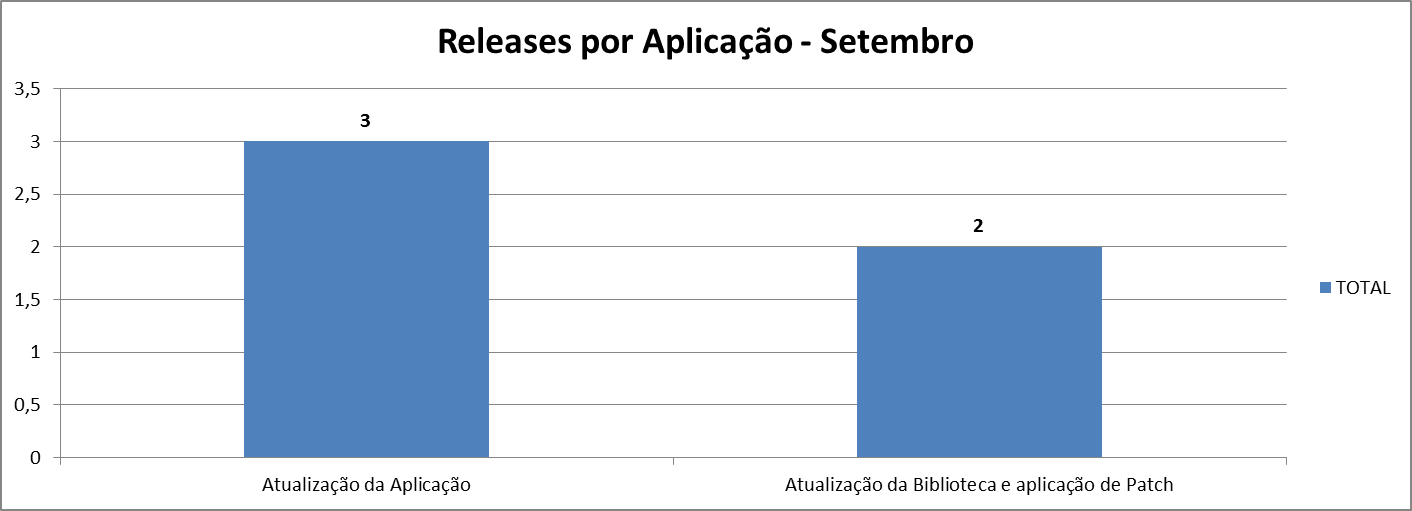 Releases por Aplicação - Setembro
3,5
3
2,5
2
1,5
1
0,5
0
3
2
TOTAL
Atualização da Aplicação
Atualização da Biblioteca e aplicação de Patch